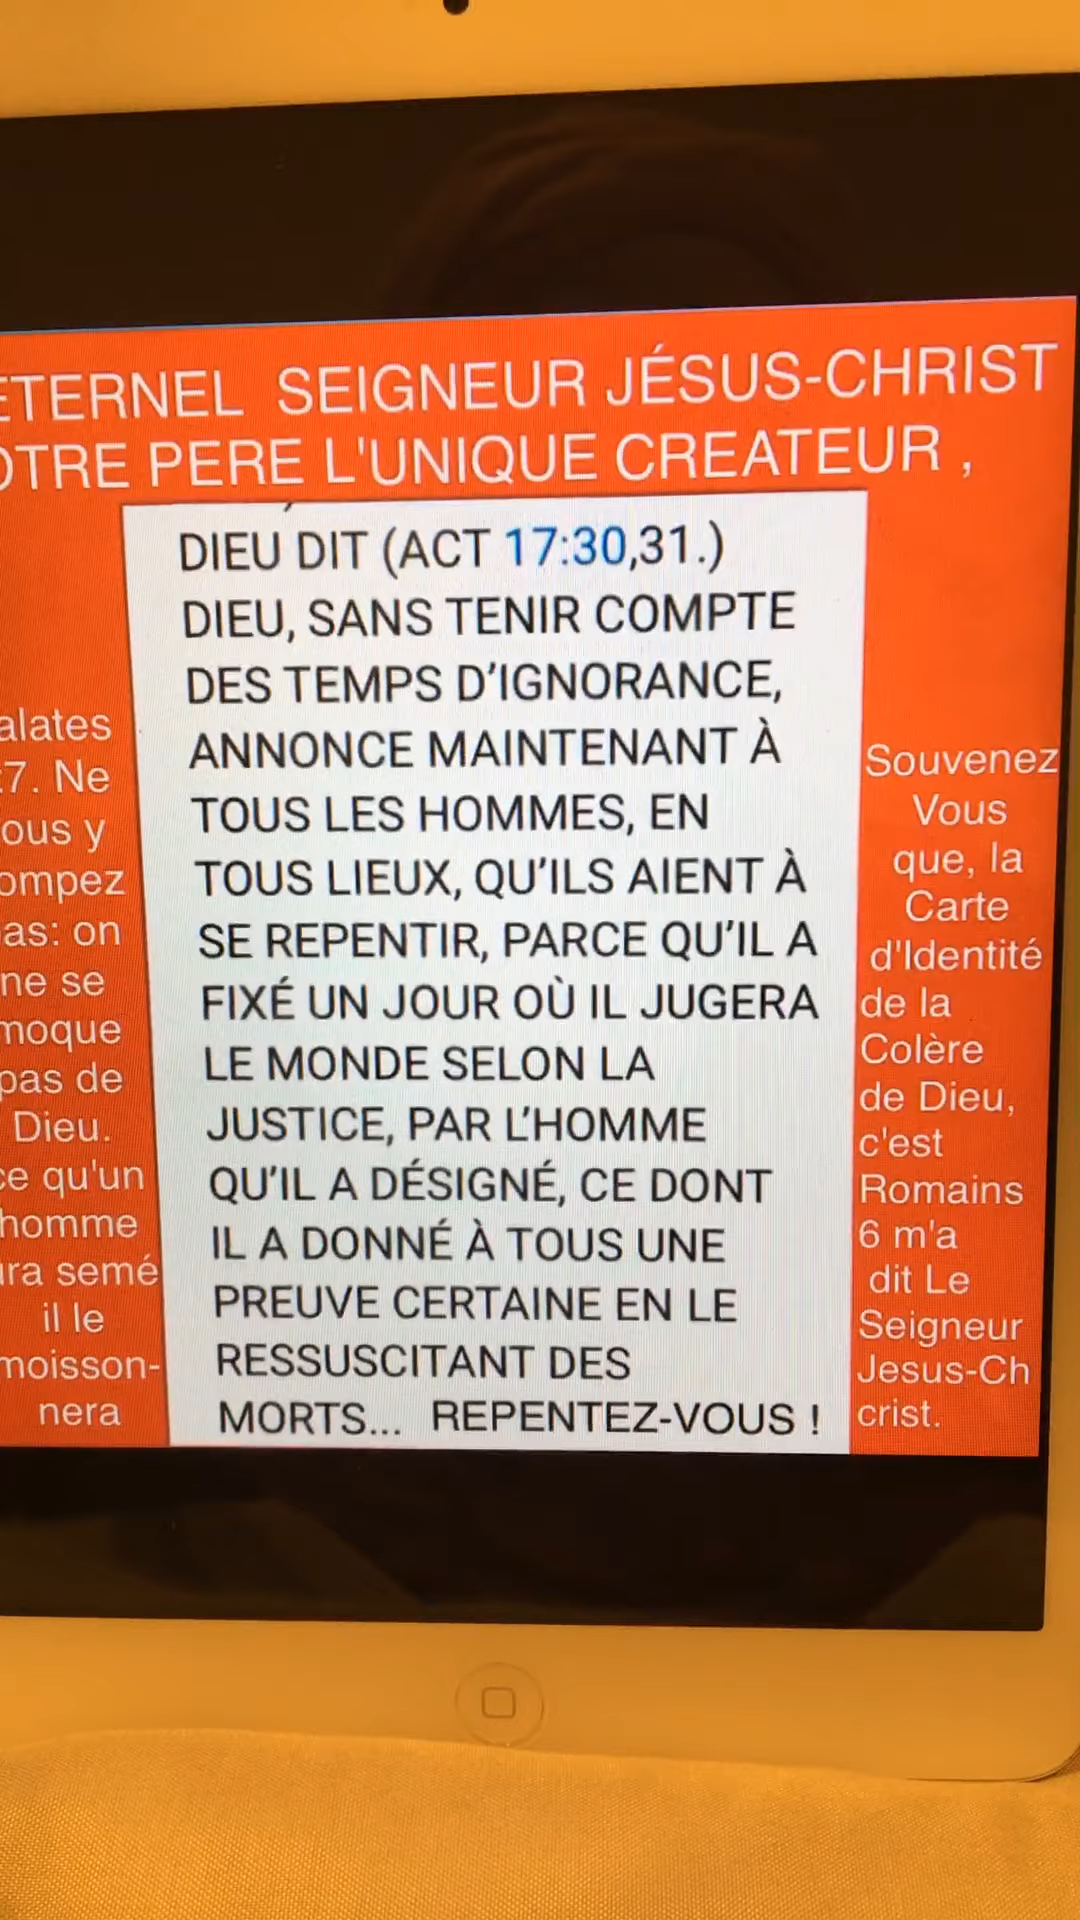 ETERNEL SEIGNEUR JÉSUS-CHRIST
OTRE PERE L'UNIQUE CREATEUR ,
DIEU DIT (ACT 17:30,31.)
DIEU, SANS TENIR COMPTE
DES TEMPS D’IGNORANCE,
ANNONCE MAINTENANT À
TOUS LES HOMMES, EN
TOUS LIEUX, QU’ILS AIENT À
SE REPENTIR, PARCE QU’IL A
FIXÉ UN JOUR OÙ IL JUGERA
LE MONDE SELON LA
JUSTICE, PAR L’HOMME
QU’IL A DÉSIGNÉ, CE DONT
IL A DONNÉ À TOUS UNE
PREUVE CERTAINE EN LE
RESSUSCITANT DES
MORTS... REPENTEZ-VOUS !
alates
:7. Ne
ous y
ompez
as: on
ne se
moque
pas de
Dieu.
ce qu'un
homme
ura semé
il le
moisson-
nera
Souvenez
Vous
que, la
Carte
d'Identité
de la
Colère
de Dieu,
c'est
Romains
6 m'a
dit Le
Seigneur
Jesus-Ch
crist.